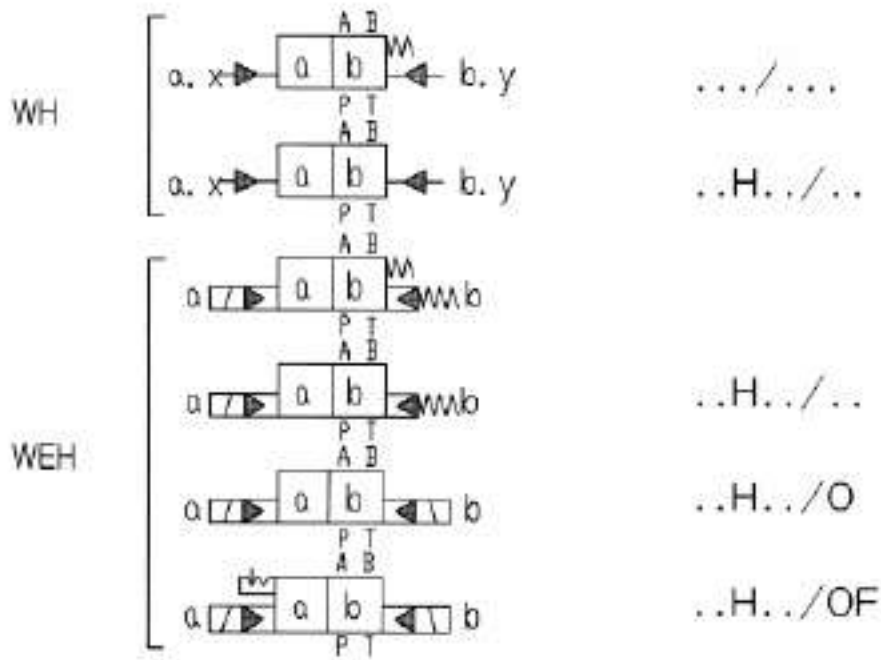 A B
a. x a b b. y .../...
P T
WH
A B
a. x a b b. y ..H../..
P T
A B
a a b b
P T
A B
a a b b ..H../..
P T
WEH
A B
a a b b ..H../O
P T
A B
a a b b ..H../OF
P T